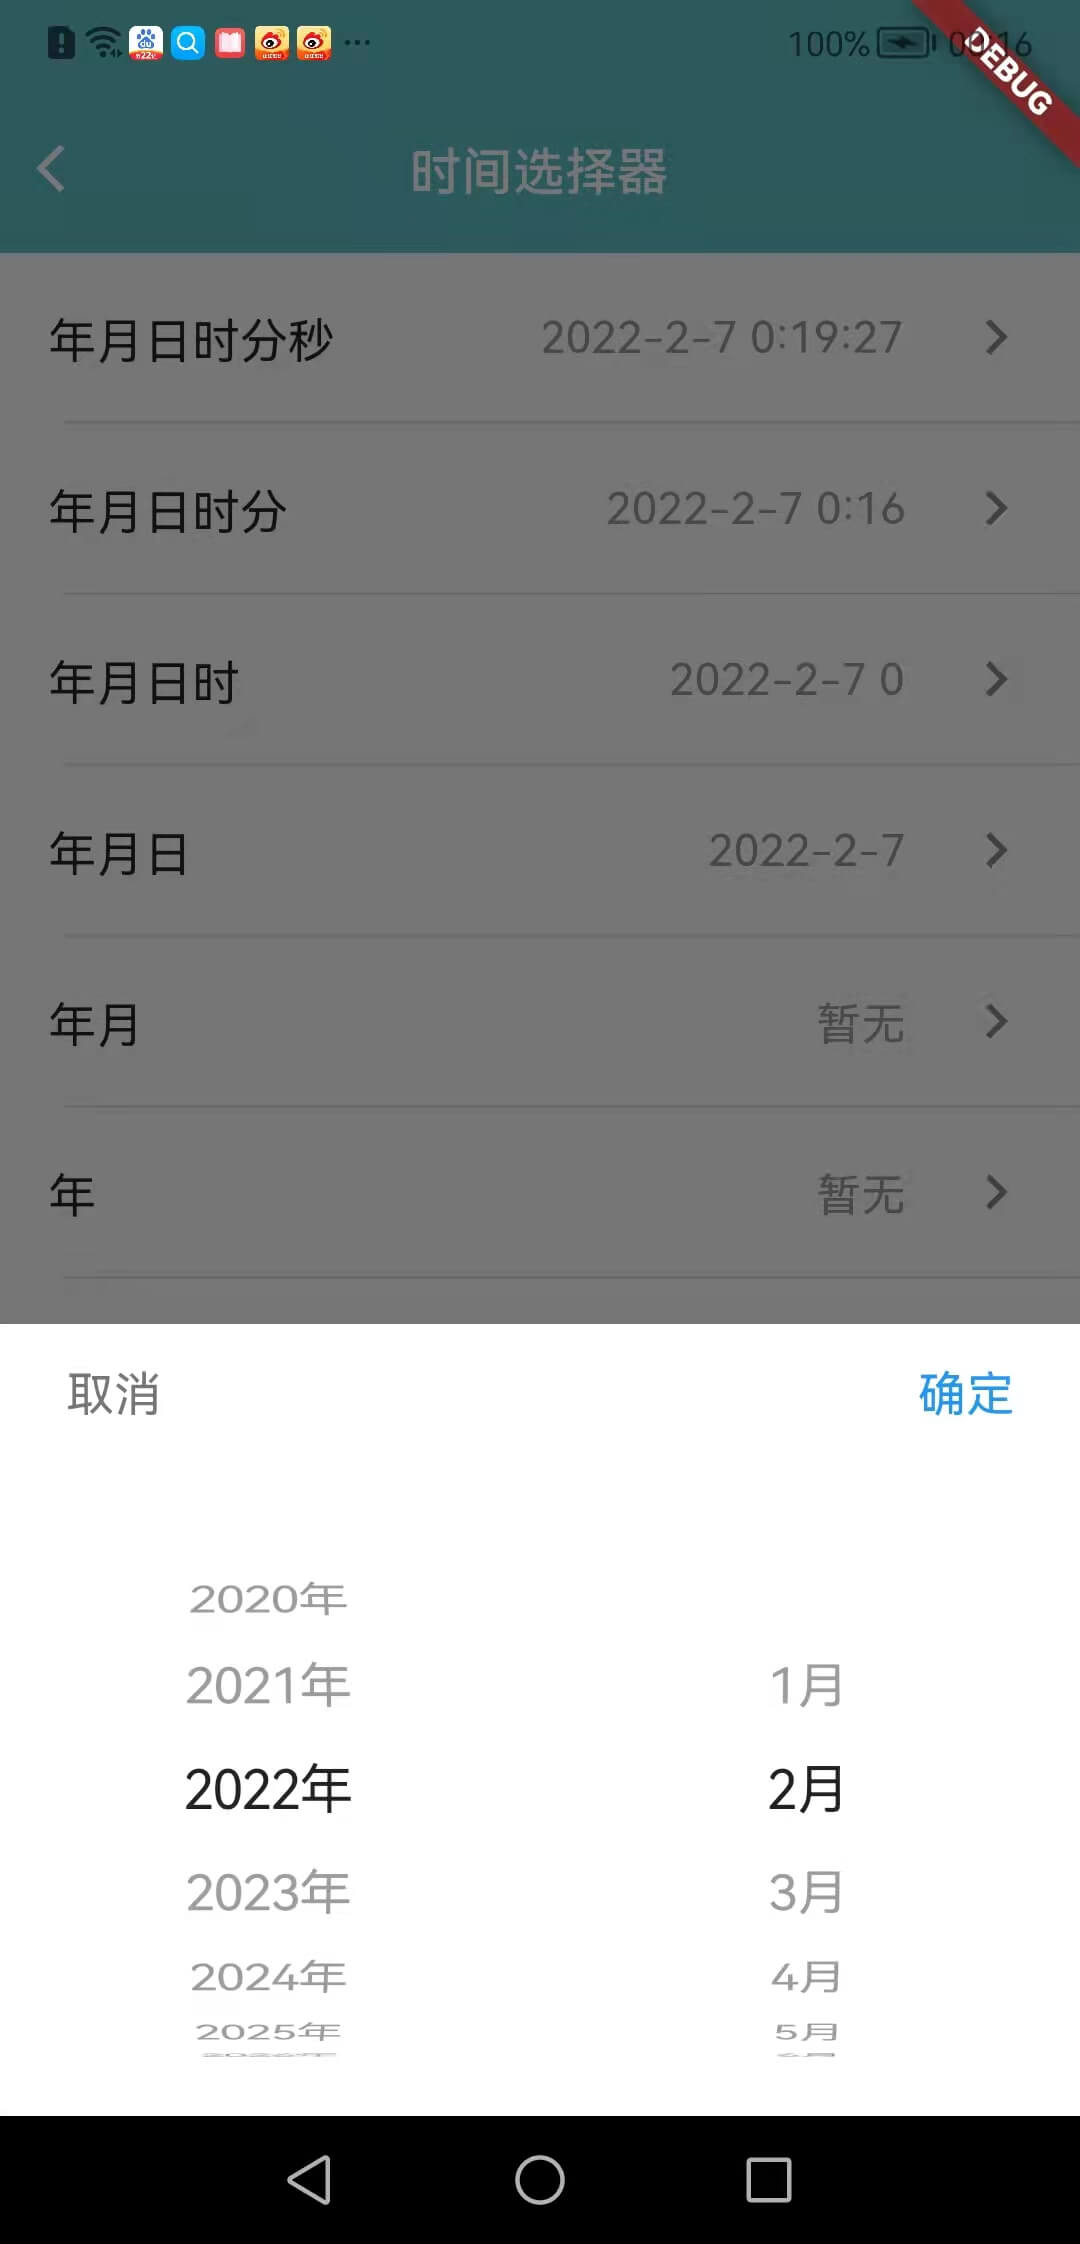 100%
DEBUG
时间选择器
年月日时分秒 2022-2-7 0:19:27
年月日时分 2022-2-7 0:16
年月日时 2022-2-7 0
年月日 2022-2-7
年月 暂无
年 暂无
取消 确定
2020年
2021年 1月
2022年 2月
2023年 3月
2024年 4月
2025年 5月